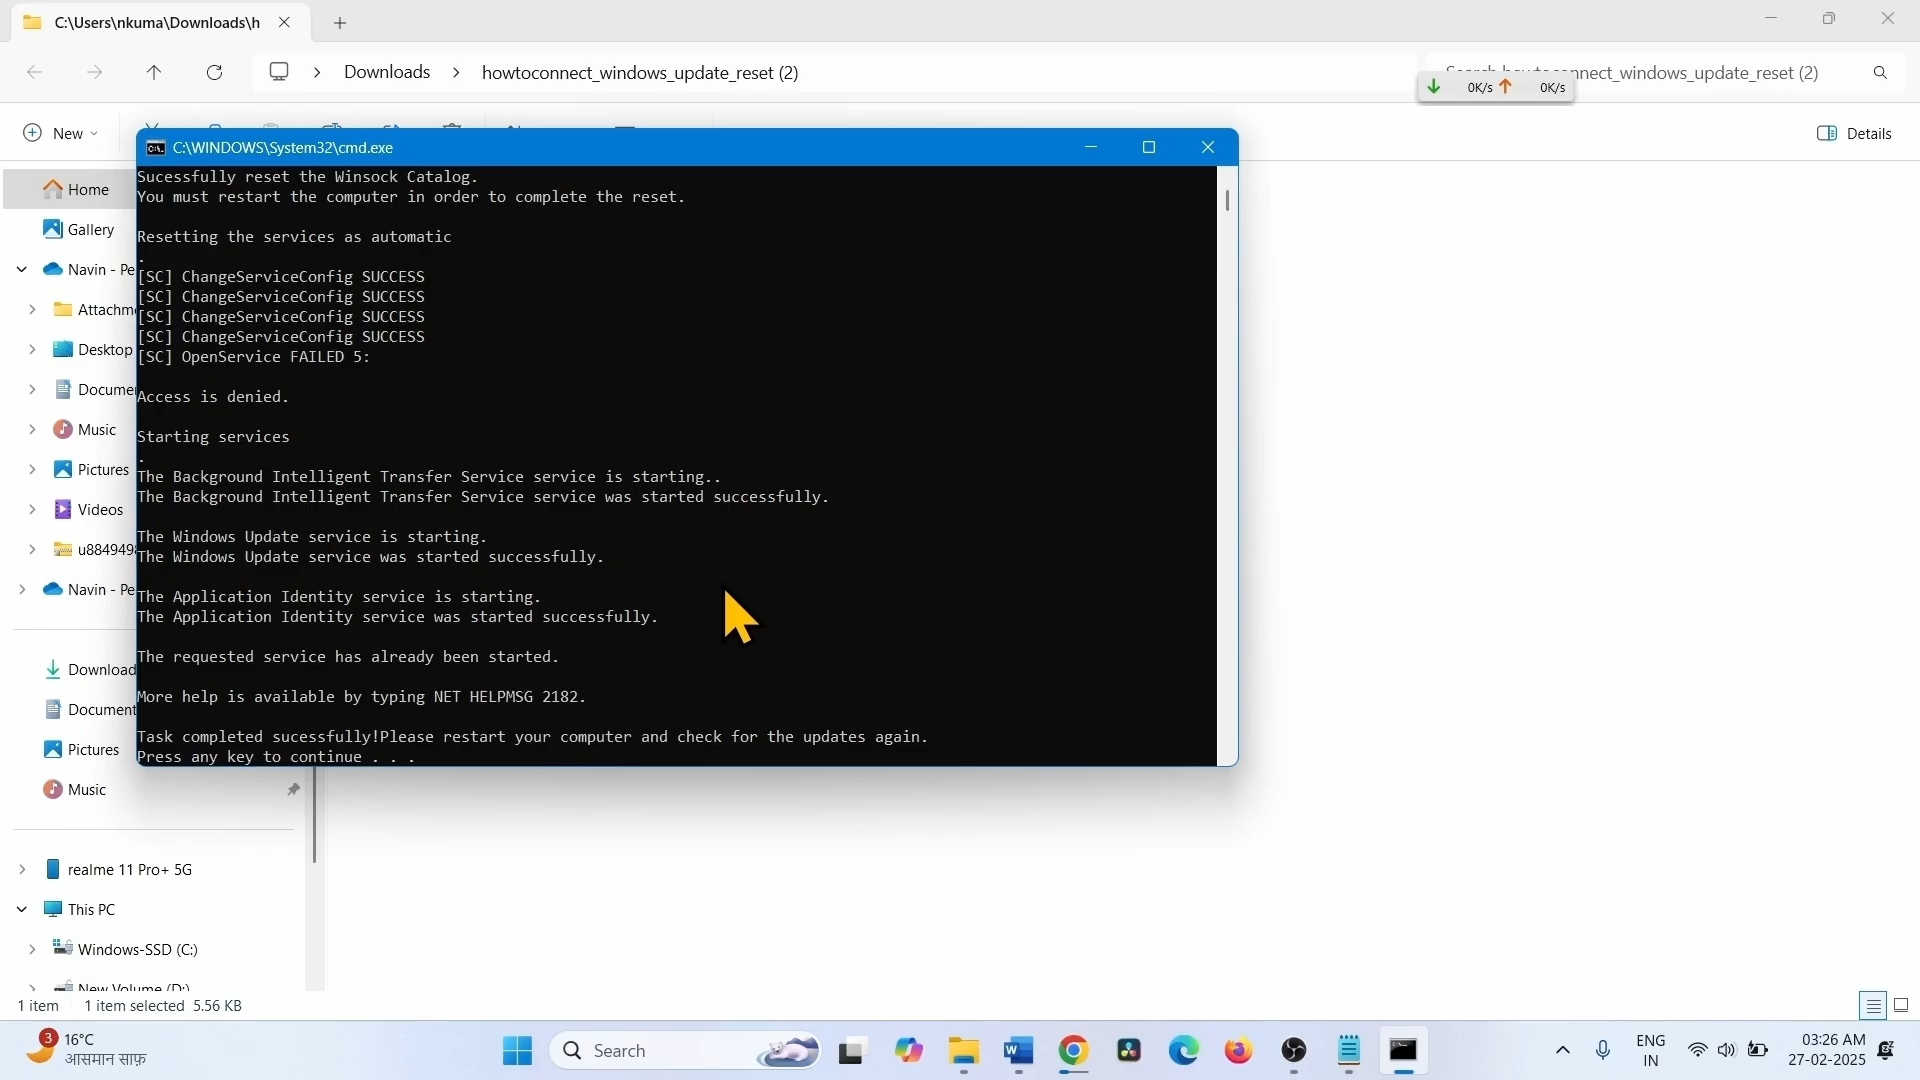 C:\Users\nkuma\Downloads\h
Downloads
howtoconnect_windows_update_reset (2)
Search howtoconnect_windows_update_reset (2)
0K/s
0K/s
New
Details
C:\WINDOWS\System32\cmd.exe
Sucessfully reset the Winsock Catalog.
You must restart the computer in order to complete the reset.
Resetting the services as automatic
.
[SC] ChangeServiceConfig SUCCESS
[SC] ChangeServiceConfig SUCCESS
[SC] ChangeServiceConfig SUCCESS
[SC] ChangeServiceConfig SUCCESS
[SC] OpenService FAILED 5:
Access is denied.
Starting services
.
The Background Intelligent Transfer Service service is starting..
The Background Intelligent Transfer Service service was started successfully.
The Windows Update service is starting.
The Windows Update service was started successfully.
The Application Identity service is starting.
The Application Identity service was started successfully.
The requested service has already been started.
More help is available by typing NET HELPMSG 2182.
Task completed sucessfully!Please restart your computer and check for the updates again.
Press any key to continue . . .
Home
Gallery
Navin - Pe
Attachm
Desktop
Docume
Music
Pictures
Videos
u884949
Navin - Pe
Download
Document
Pictures
Music
realme 11 Pro+ 5G
This PC
Windows-SSD (C:)
New Volume (D:)
1 item
1 item selected 5.56 KB
3
16°C
आसमान साफ़
Search
ENG
IN
03:26 AM
27-02-2025